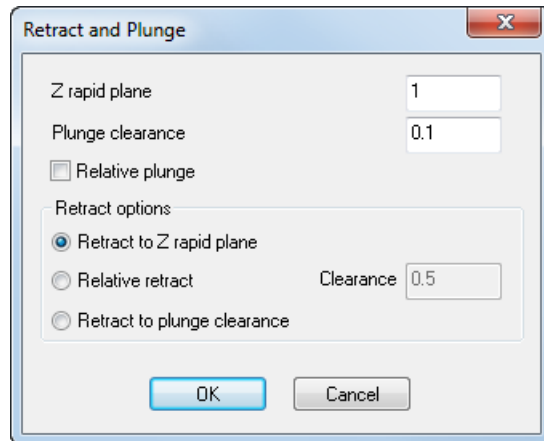 Retract and Plunge
Z rapid plane 1
Plunge clearance 0.1
Relative plunge
Retract options
Retract to Z rapid plane
Relative retract Clearance 0.5
Retract to plunge clearance
OK Cancel